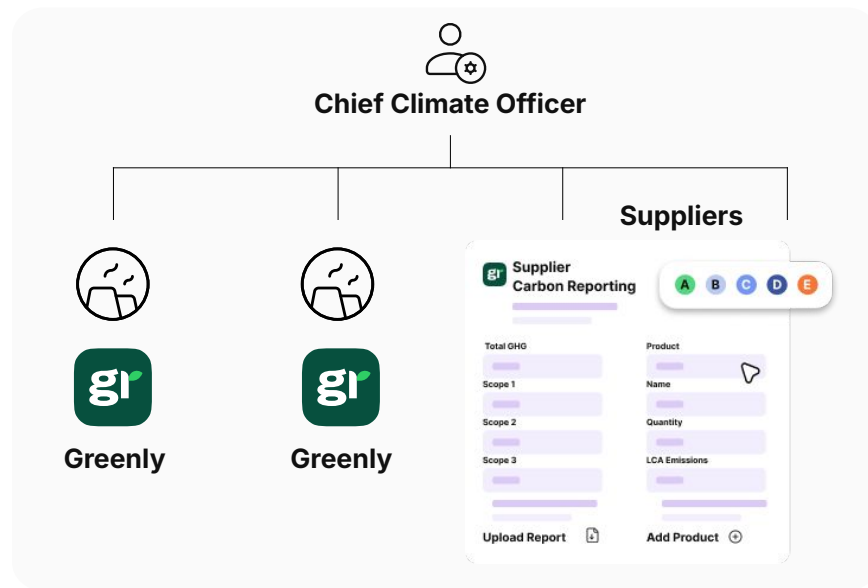 Chief Climate Officer
Suppliers
gr
Supplier
Carbon Reporting
A B C D E
Total GHG
Product
Scope 1
Name
Scope 2
Quantity
Scope 3
LCA Emissions
Upload Report
Add Product
gr
Greenly
gr
Greenly